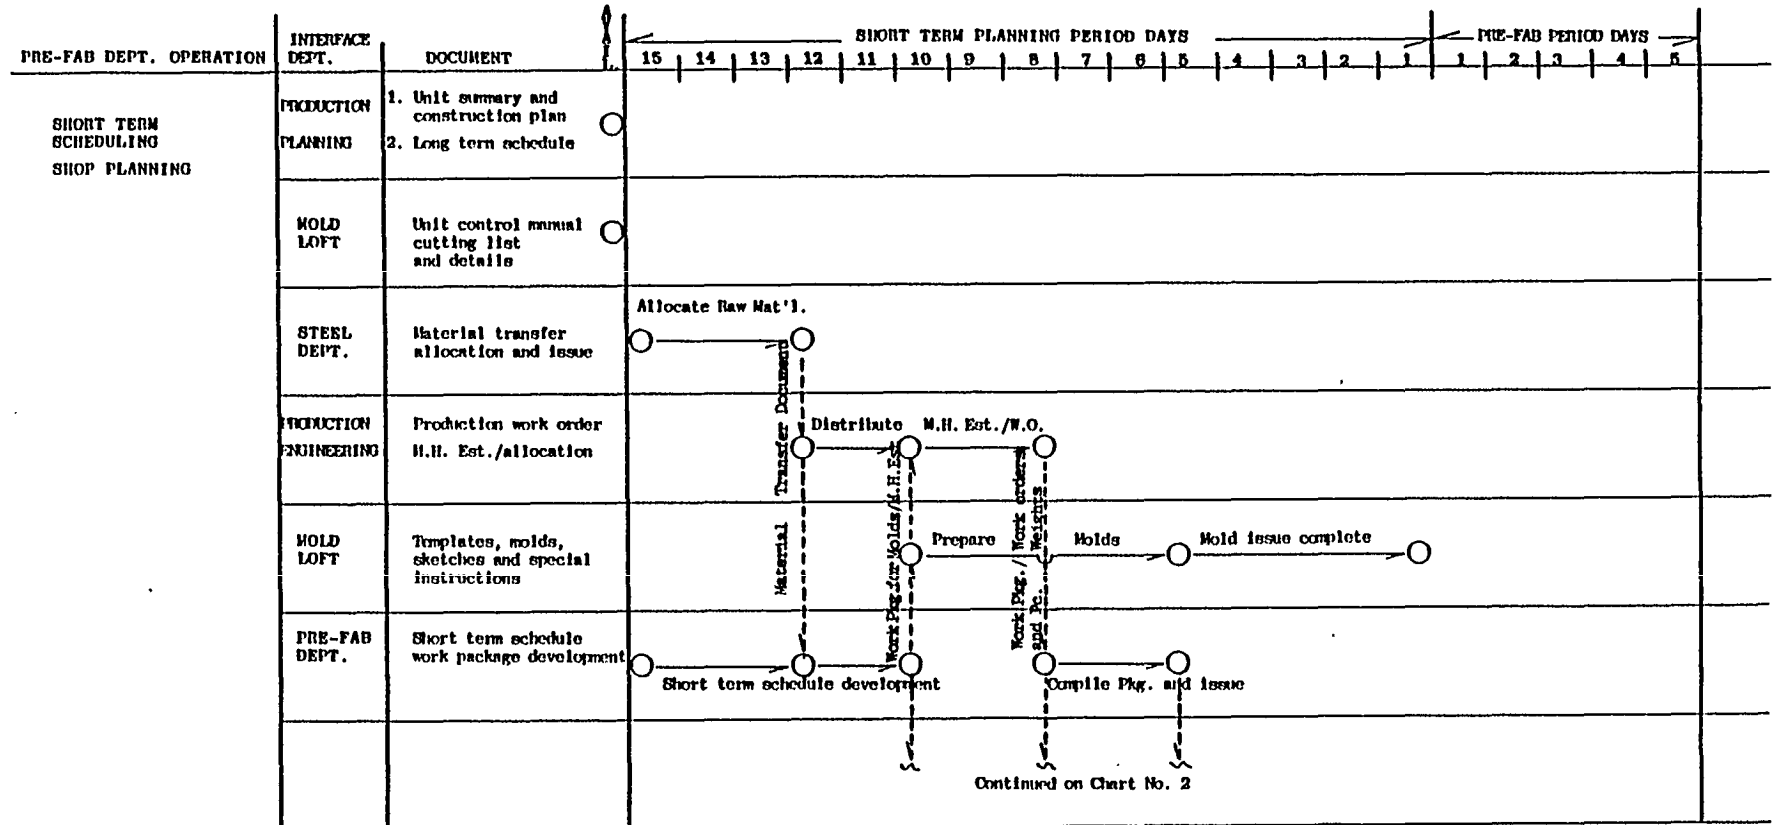 PRE-FAB DEPT. OPERATION
INTERFACE
DEPT.
DOCUMENT
SHORT TERM PLANNING PERIOD DAYS
PRE-FAB PERIOD DAYS
15 14 13 12 11 10 9 8 7 6 5 4 3 2 1 1 2 3 4 5
SHORT TERM
SCHEDULING
SHOP PLANNING
PRODUCTION
PLANNING
1. Unit summary and
construction plan
2. Long term schedule
MOLD
LOFT
Unit control manual
cutting list
and details
STEEL
DEPT.
Material transfer
allocation and issue
Allocate Raw Mat'l.
Material Transfer Document
PRODUCTION
ENGINEERING
Production work order
M.H. Est./allocation
Distribute
M.H. Est./W.O.
Work Pkg. for Molds/M.H.Est
Work Pkg./ Work orders
and Pc. Weights
MOLD
LOFT
Templates, molds,
sketches and special
instructions
Prepare
Molds
Mold issue complete
PRE-FAB
DEPT.
Short term schedule
work package development
Short term schedule development
Compile Pkg. and issue
Continued on Chart No. 2